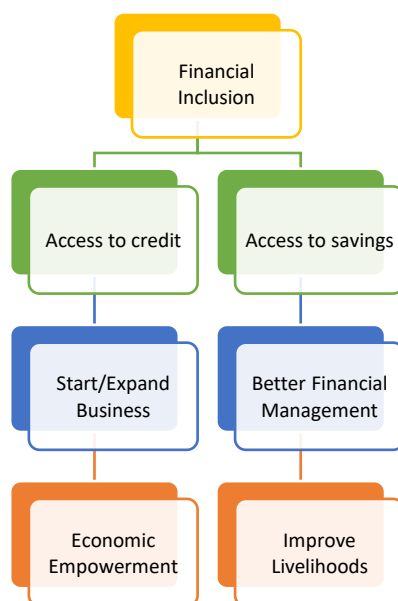 Financial
Inclusion
Access to credit
Access to savings
Start/Expand
Business
Better Financial
Management
Economic
Empowerment
Improve
Livelihoods